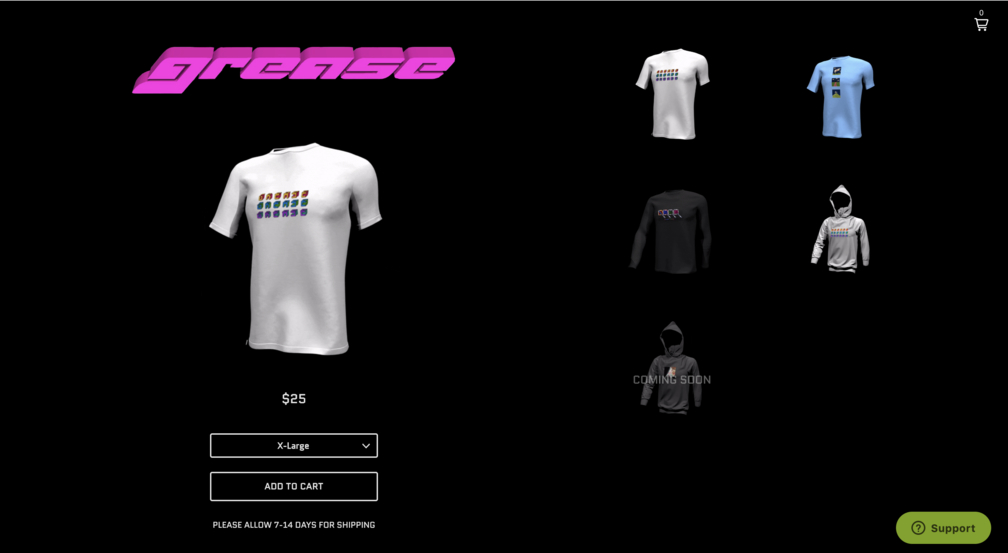 0
grease
$25
X-Large
ADD TO CART
PLEASE ALLOW 7-14 DAYS FOR SHIPPING
COMING SOON
? Support